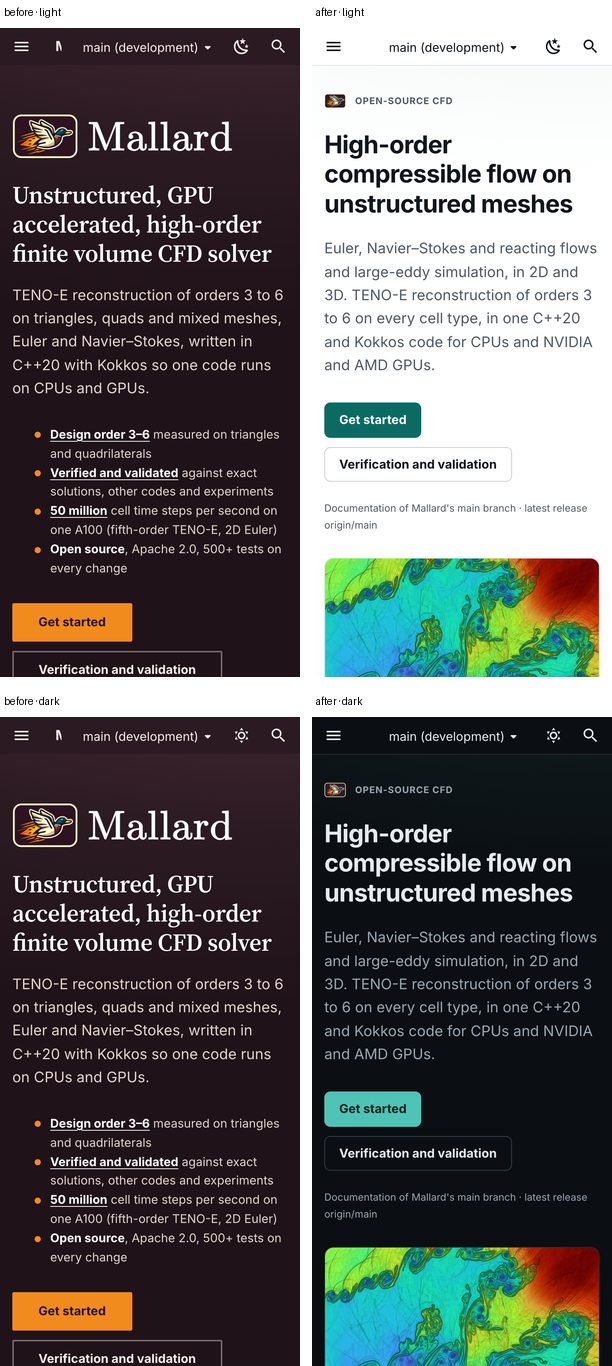 before·light
M
main (development)
Mallard
Unstructured, GPU
accelerated, high-order
finite volume CFD solver
TENO-E reconstruction of orders 3 to 6
on triangles, quads and mixed meshes,
Euler and Navier–Stokes, written in
C++20 with Kokkos so one code runs
on CPUs and GPUs.
Design order 3–6 measured on triangles
and quadrilaterals
Verified and validated against exact
solutions, other codes and experiments
50 million cell time steps per second on
one A100 (fifth-order TENO-E, 2D Euler)
Open source, Apache 2.0, 500+ tests on
every change
Get started
Verification and validation
after·light
main (development)
OPEN-SOURCE CFD
High-order
compressible flow on
unstructured meshes
Euler, Navier–Stokes and reacting flows
and large-eddy simulation, in 2D and
3D. TENO-E reconstruction of orders 3
to 6 on every cell type, in one C++20
and Kokkos code for CPUs and NVIDIA
and AMD GPUs.
Get started
Verification and validation
Documentation of Mallard's main branch · latest release
origin/main
before·dark
M
main (development)
Mallard
Unstructured, GPU
accelerated, high-order
finite volume CFD solver
TENO-E reconstruction of orders 3 to 6
on triangles, quads and mixed meshes,
Euler and Navier–Stokes, written in
C++20 with Kokkos so one code runs
on CPUs and GPUs.
Design order 3–6 measured on triangles
and quadrilaterals
Verified and validated against exact
solutions, other codes and experiments
50 million cell time steps per second on
one A100 (fifth-order TENO-E, 2D Euler)
Open source, Apache 2.0, 500+ tests on
every change
Get started
Verification and validation
after·dark
main (development)
OPEN-SOURCE CFD
High-order
compressible flow on
unstructured meshes
Euler, Navier–Stokes and reacting flows
and large-eddy simulation, in 2D and
3D. TENO-E reconstruction of orders 3
to 6 on every cell type, in one C++20
and Kokkos code for CPUs and NVIDIA
and AMD GPUs.
Get started
Verification and validation
Documentation of Mallard's main branch · latest release
origin/main